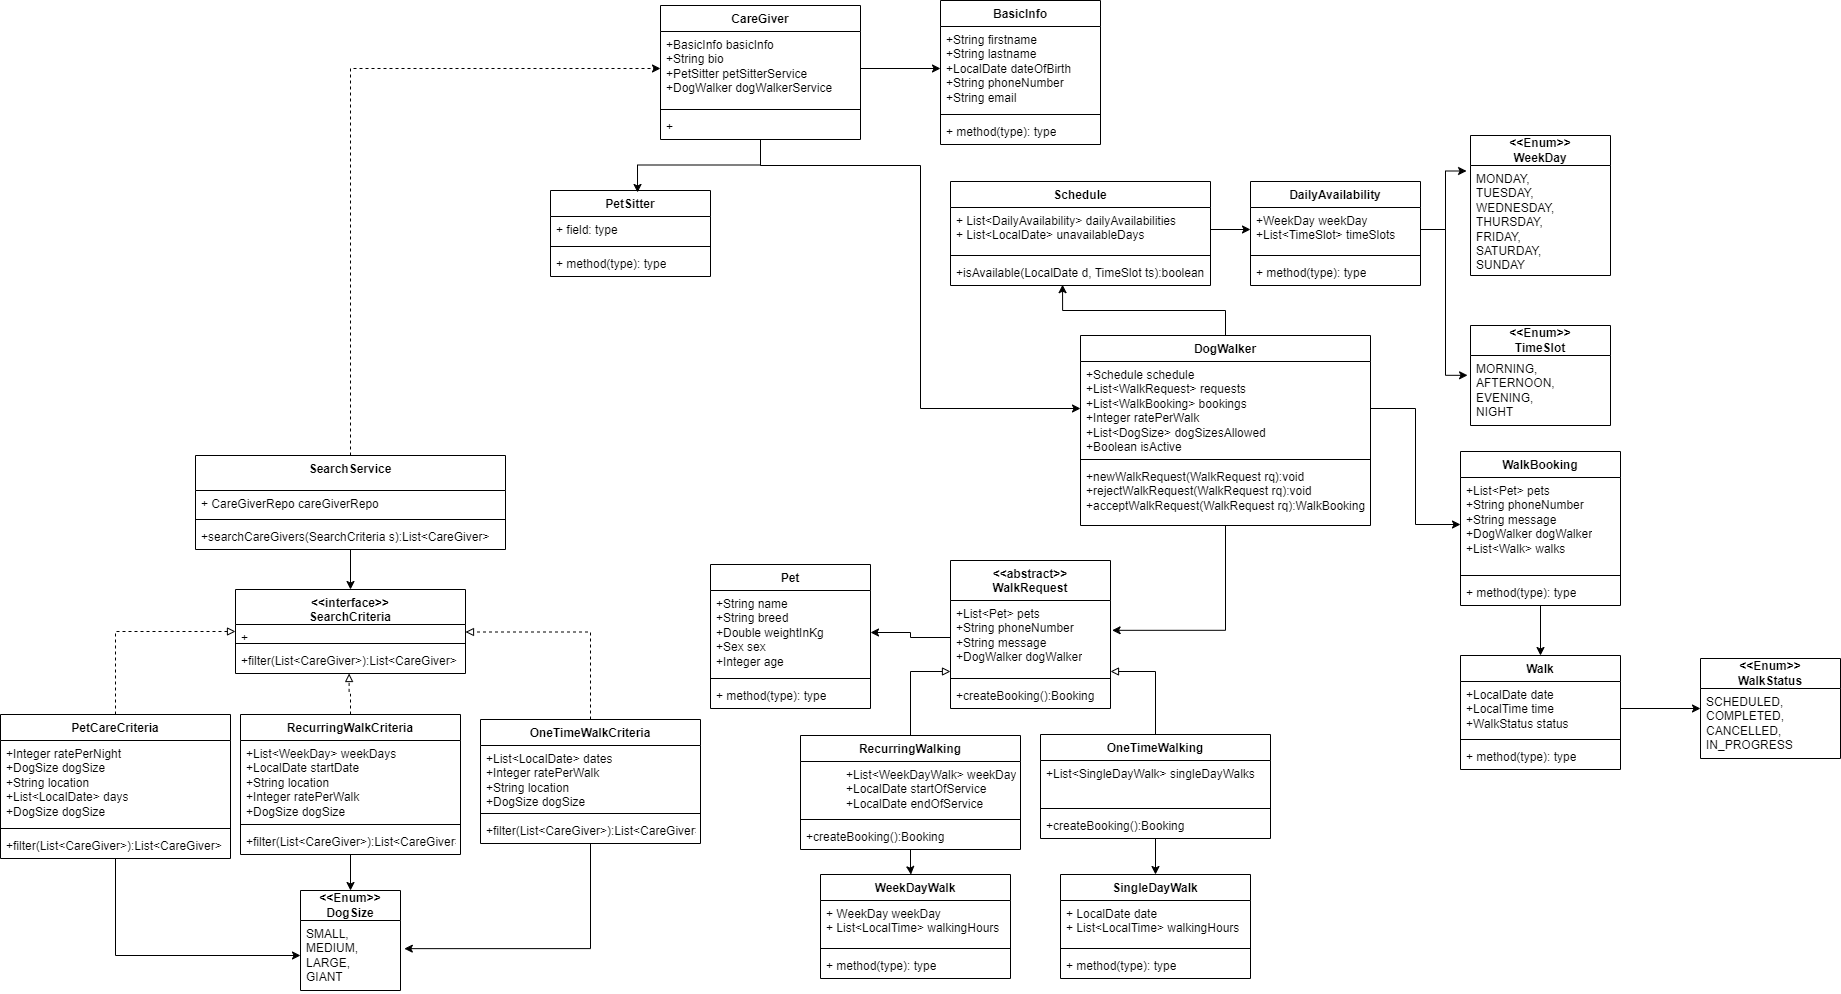 CareGiver
+BasicInfo basicInfo
+String bio
+PetSitter petSitterService
+DogWalker dogWalkerService
+
BasicInfo
+String firstname
+String lastname
+LocalDate dateOfBirth
+String phoneNumber
+String email
+ method(type): type
PetSitter
+ field: type
+ method(type): type
Schedule
+ List<DailyAvailability> dailyAvailabilities
+ List<LocalDate> unavailableDays
+isAvailable(LocalDate d, TimeSlot ts):boolean
DailyAvailability
+WeekDay weekDay
+List<TimeSlot> timeSlots
+ method(type): type
<<Enum>>
WeekDay
MONDAY,
TUESDAY,
WEDNESDAY,
THURSDAY,
FRIDAY,
SATURDAY,
SUNDAY
<<Enum>>
TimeSlot
MORNING,
AFTERNOON,
EVENING,
NIGHT
DogWalker
+Schedule schedule
+List<WalkRequest> requests
+List<WalkBooking> bookings
+Integer ratePerWalk
+List<DogSize> dogSizesAllowed
+Boolean isActive
+newWalkRequest(WalkRequest rq):void
+rejectWalkRequest(WalkRequest rq):void
+acceptWalkRequest(WalkRequest rq):WalkBooking
WalkBooking
+List<Pet> pets
+String phoneNumber
+String message
+DogWalker dogWalker
+List<Walk> walks
+ method(type): type
SearchService
+ CareGiverRepo careGiverRepo
+searchCareGivers(SearchCriteria s):List<CareGiver>
<<interface>>
SearchCriteria
+
+filter(List<CareGiver>):List<CareGiver>
Pet
+String name
+String breed
+Double weightInKg
+Sex sex
+Integer age
+ method(type): type
<<abstract>>
WalkRequest
+List<Pet> pets
+String phoneNumber
+String message
+DogWalker dogWalker
+createBooking():Booking
Walk
+LocalDate date
+LocalTime time
+WalkStatus status
+ method(type): type
<<Enum>>
WalkStatus
SCHEDULED,
COMPLETED,
CANCELLED,
IN_PROGRESS
PetCareCriteria
+Integer ratePerNight
+DogSize dogSize
+String location
+List<LocalDate> days
+DogSize dogSize
+filter(List<CareGiver>):List<CareGiver>
RecurringWalkCriteria
+List<WeekDay> weekDays
+LocalDate startDate
+String location
+Integer ratePerWalk
+DogSize dogSize
+filter(List<CareGiver>):List<CareGiver
OneTimeWalkCriteria
+List<LocalDate> dates
+Integer ratePerWalk
+String location
+DogSize dogSize
+filter(List<CareGiver>):List<CareGiver
RecurringWalking
+List<WeekDayWalk> weekDay
+LocalDate startOfService
+LocalDate endOfService
+createBooking():Booking
OneTimeWalking
+List<SingleDayWalk> singleDayWalks
+createBooking():Booking
<<Enum>>
DogSize
SMALL,
MEDIUM,
LARGE,
GIANT
WeekDayWalk
+ WeekDay weekDay
+ List<LocalTime> walkingHours
+ method(type): type
SingleDayWalk
+ LocalDate date
+ List<LocalTime> walkingHours
+ method(type): type